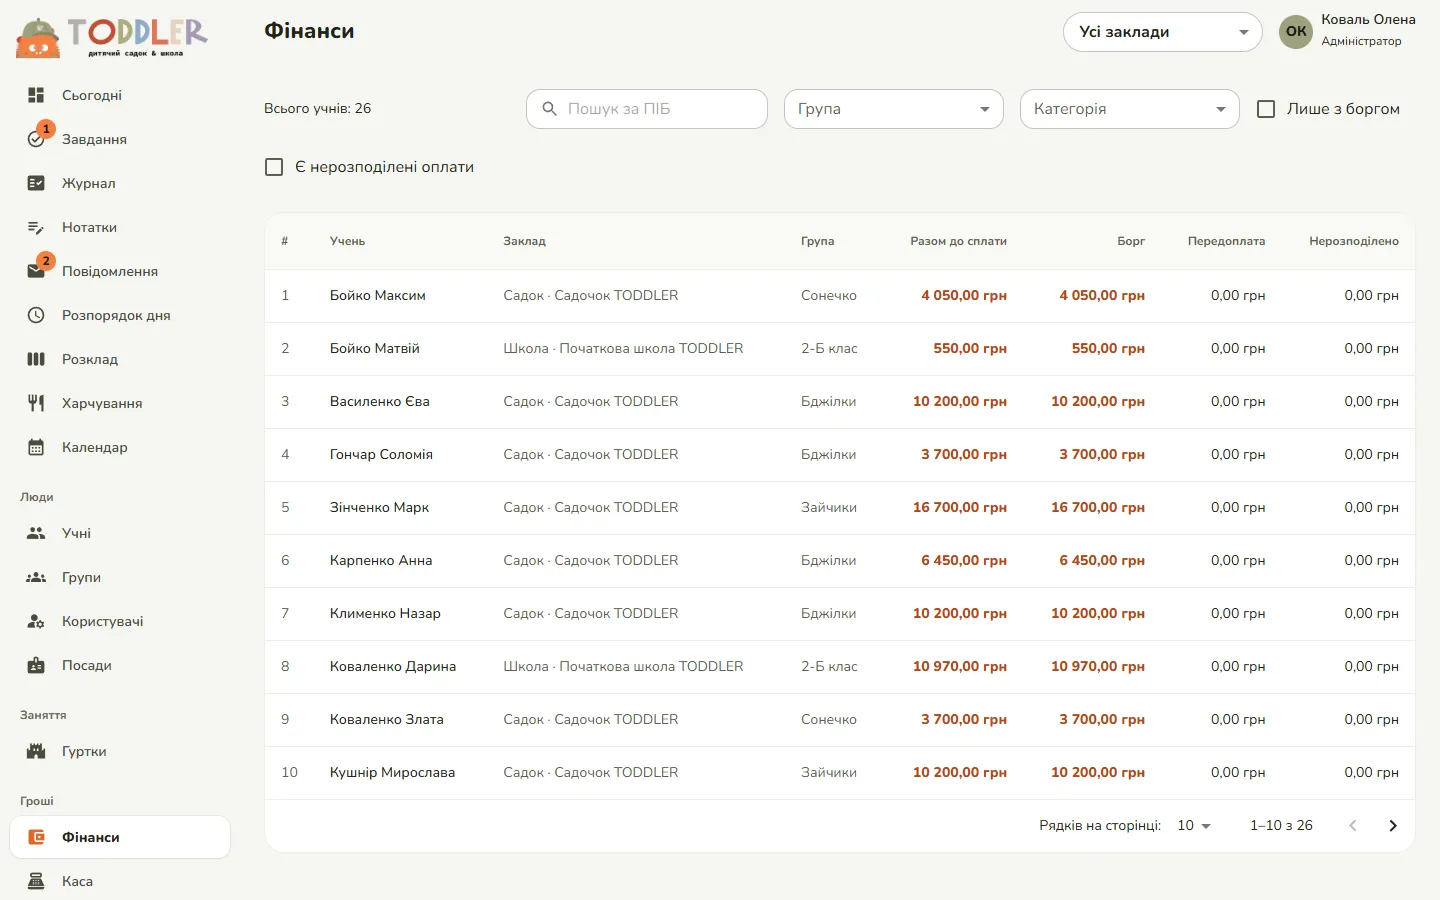 TODDLER
дитячий садок & школа
Сьогодні
1
Завдання
Журнал
Нотатки
2
Повідомлення
Розпорядок дня
Розклад
Харчування
Календар
Люди
Учні
Групи
Користувачі
Посади
Заняття
Гуртки
Гроші
Фінанси
Каса
Фінанси
Усі заклади
ОК
Коваль Олена
Адміністратор
Всього учнів: 26
Пошук за ПІБ
Група
Категорія
Лише з боргом
Є нерозподілені оплати
# Учень Заклад Група Разом до сплати Борг Передоплата Нерозподілено
1 Бойко Максим Садок · Садочок TODDLER Сонечко 4 050,00 грн 4 050,00 грн 0,00 грн 0,00 грн
2 Бойко Матвій Школа · Початкова школа TODDLER 2-Б клас 550,00 грн 550,00 грн 0,00 грн 0,00 грн
3 Василенко Єва Садок · Садочок TODDLER Бджілки 10 200,00 грн 10 200,00 грн 0,00 грн 0,00 грн
4 Гончар Соломія Садок · Садочок TODDLER Бджілки 3 700,00 грн 3 700,00 грн 0,00 грн 0,00 грн
5 Зінченко Марк Садок · Садочок TODDLER Зайчики 16 700,00 грн 16 700,00 грн 0,00 грн 0,00 грн
6 Карпенко Анна Садок · Садочок TODDLER Бджілки 6 450,00 грн 6 450,00 грн 0,00 грн 0,00 грн
7 Клименко Назар Садок · Садочок TODDLER Бджілки 10 200,00 грн 10 200,00 грн 0,00 грн 0,00 грн
8 Коваленко Дарина Школа · Початкова школа TODDLER 2-Б клас 10 970,00 грн 10 970,00 грн 0,00 грн 0,00 грн
9 Коваленко Злата Садок · Садочок TODDLER Сонечко 3 700,00 грн 3 700,00 грн 0,00 грн 0,00 грн
10 Кушнір Мирослава Садок · Садочок TODDLER Зайчики 10 200,00 грн 10 200,00 грн 0,00 грн 0,00 грн
Рядків на сторінці: 10 1–10 з 26